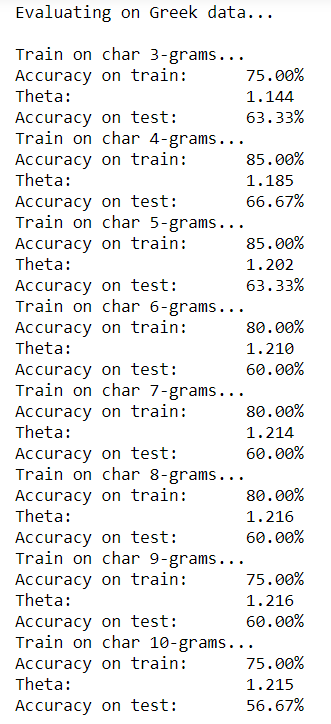 Evaluating on Greek data...
Train on char 3-grams...
Accuracy on train: 75.00%
Theta: 1.144
Accuracy on test: 63.33%
Train on char 4-grams...
Accuracy on train: 85.00%
Theta: 1.185
Accuracy on test: 66.67%
Train on char 5-grams...
Accuracy on train: 85.00%
Theta: 1.202
Accuracy on test: 63.33%
Train on char 6-grams...
Accuracy on train: 80.00%
Theta: 1.210
Accuracy on test: 60.00%
Train on char 7-grams...
Accuracy on train: 80.00%
Theta: 1.214
Accuracy on test: 60.00%
Train on char 8-grams...
Accuracy on train: 80.00%
Theta: 1.216
Accuracy on test: 60.00%
Train on char 9-grams...
Accuracy on train: 75.00%
Theta: 1.216
Accuracy on test: 60.00%
Train on char 10-grams...
Accuracy on train: 75.00%
Theta: 1.215
Accuracy on test: 56.67%